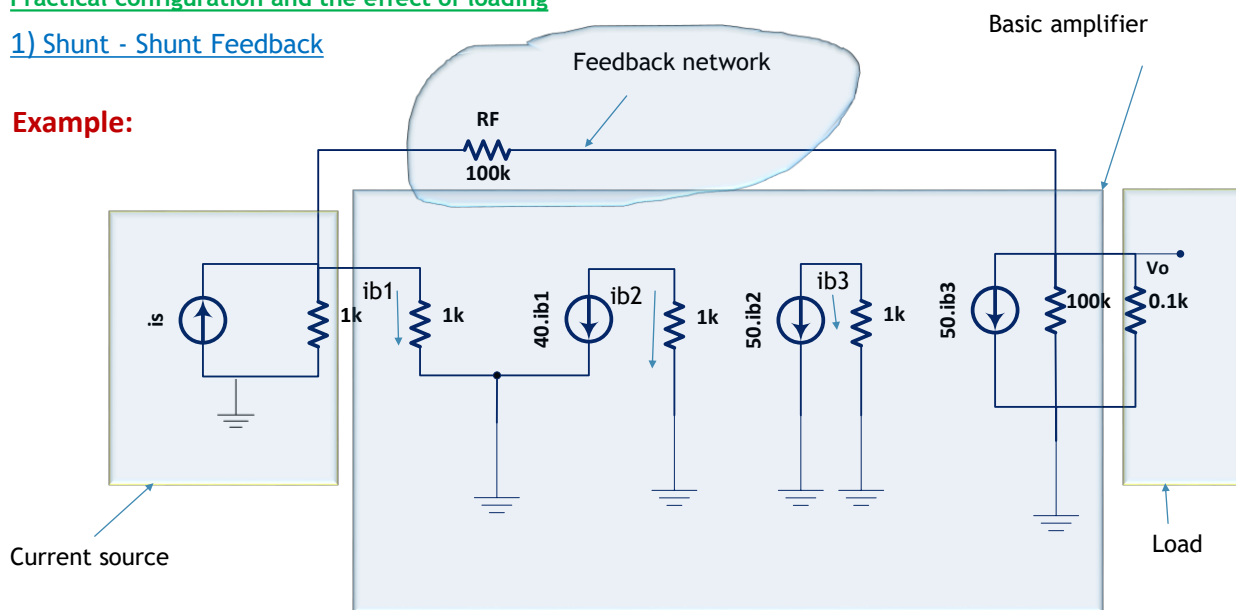 Practical configuration and the effect of loading
1) Shunt - Shunt Feedback
Basic amplifier
Feedback network
Example:
RF
100k
is
1k
ib1
1k
40.ib1
ib2
1k
50.ib2
ib3
1k
50.ib3
100k
Vo
0.1k
Current source
Load